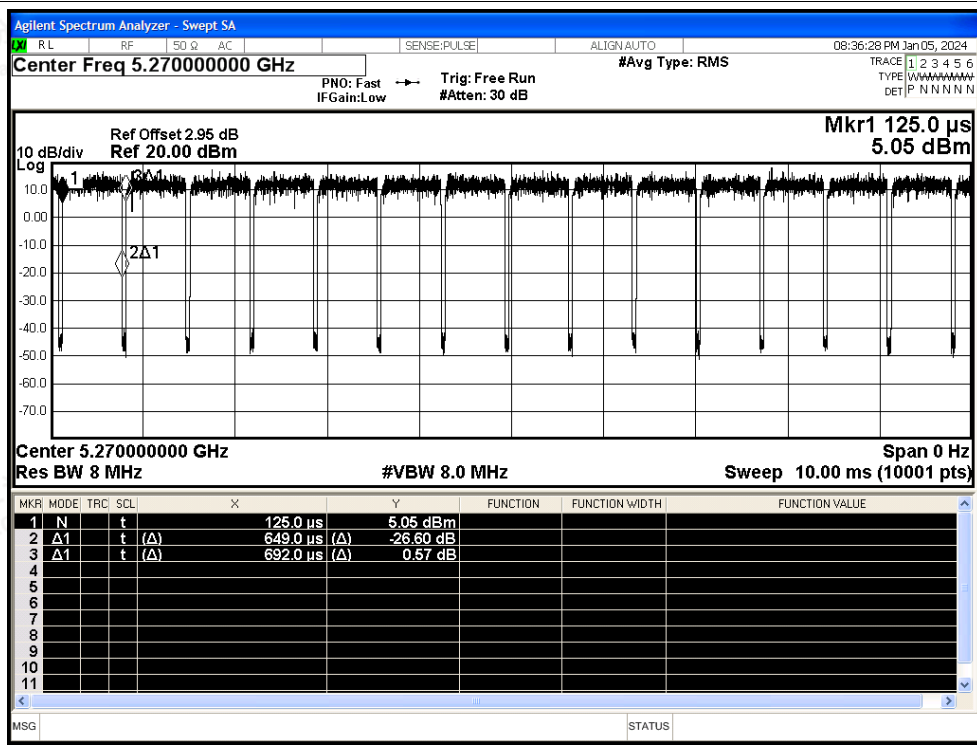 Agilent Spectrum Analyzer - Swept SA
LXI RL RF 50 Ω AC SENSE:PULSE ALIGN AUTO 08:36:28 PM Jan 05, 2024
Center Freq 5.270000000 GHz #Avg Type: RMS TRACE 1 2 3 4 5 6
PNO: Fast Trig: Free Run TYPE WWWWWW
IFGain:Low #Atten: 30 dB DET P N N N N N
Mkr1 125.0 µs
5.05 dBm
Ref Offset 2.95 dB
10 dB/div Ref 20.00 dBm
Log
1
3Δ1
10.0
0.00
2Δ1
-10.0
-20.0
-30.0
-40.0
-50.0
-60.0
-70.0
Center 5.270000000 GHz Span 0 Hz
Res BW 8 MHz #VBW 8.0 MHz Sweep 10.00 ms (10001 pts)
MKR MODE TRC SCL X Y FUNCTION FUNCTION WIDTH FUNCTION VALUE
1 N t 125.0 µs 5.05 dBm
2 Δ1 t (Δ) 649.0 µs (Δ) -26.60 dB
3 Δ1 t (Δ) 692.0 µs (Δ) 0.57 dB
4
5
6
7
8
9
10
11
MSG STATUS